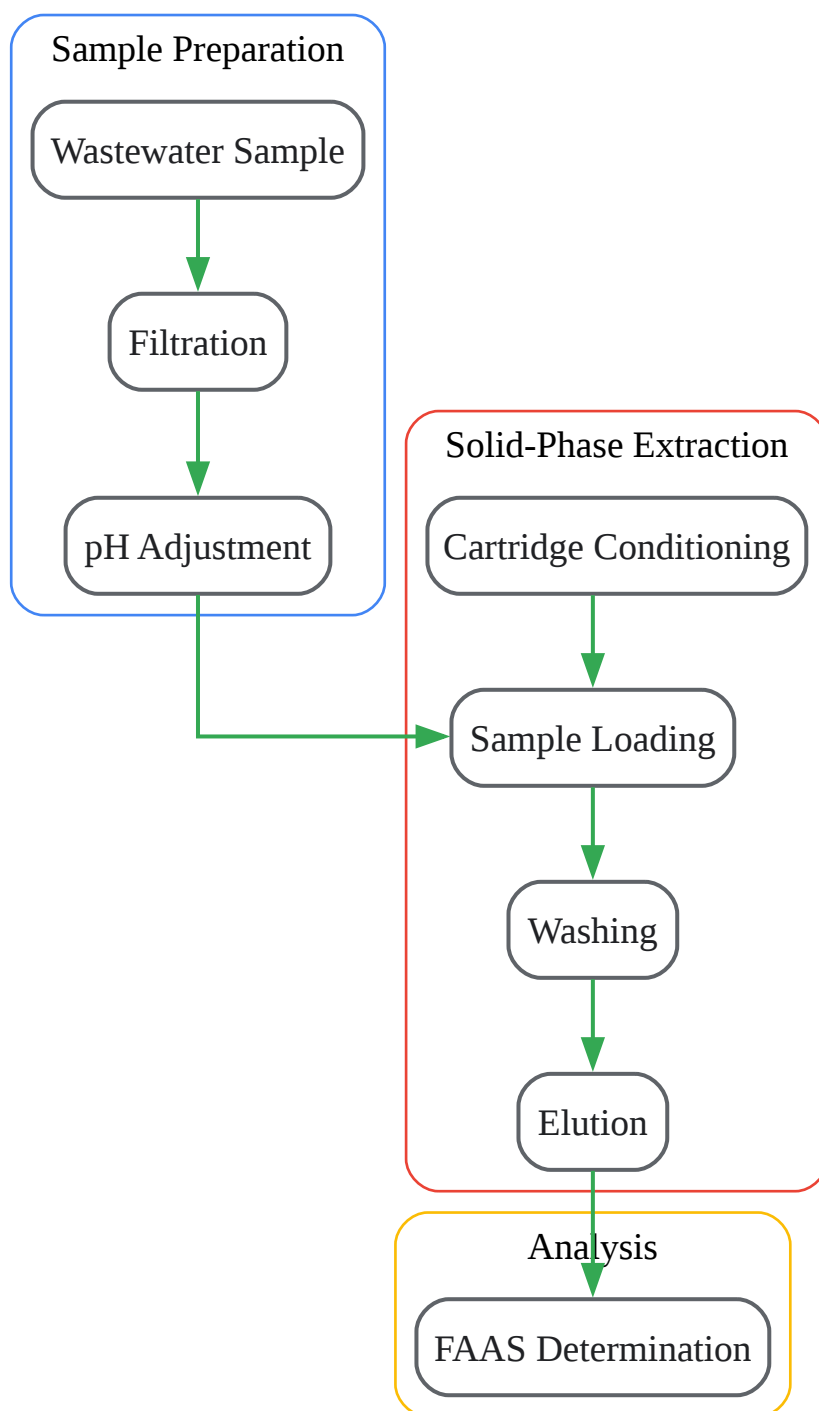 Sample Preparation
Wastewater Sample
Filtration
pH Adjustment
Solid-Phase Extraction
Cartridge Conditioning
Sample Loading
Washing
Elution
Analysis
FAAS Determination